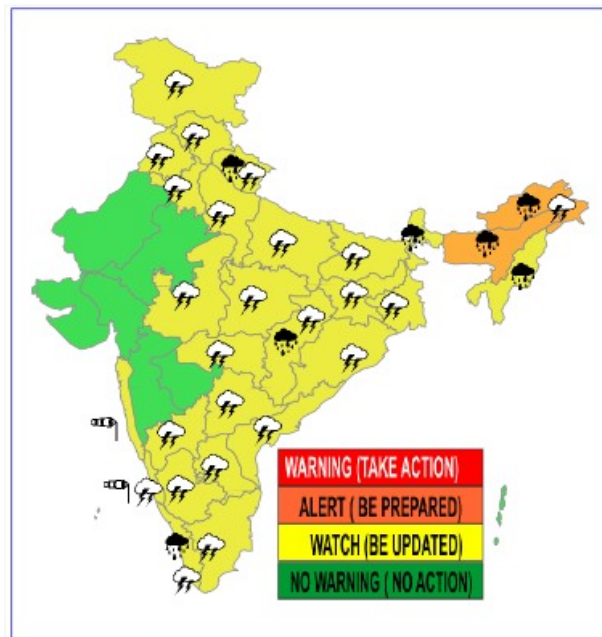 WARNING (TAKE ACTION)
ALERT ( BE PREPARED)
WATCH (BE UPDATED)
NO WARNING ( NO ACTION)